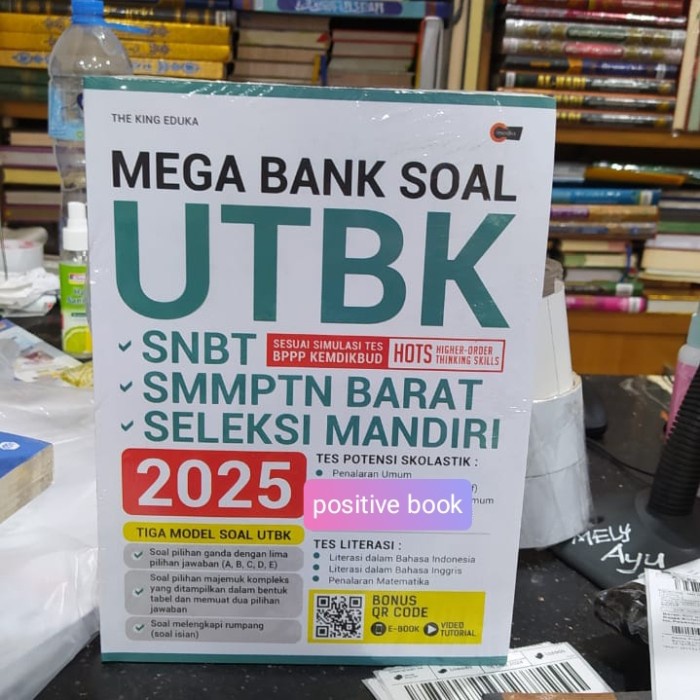 THE KING EDUKA
MEGA BANK SOAL
UTBK
SNBT
SESUAI SIMULASI TES
BPPP KEMDIKBUD
HOTS
HIGHER-ORDER
THINKING SKILLS
SMMPTN BARAT
SELEKSI MANDIRI
2025
TES POTENSI SKOLASTIK :
Penalaran Umum
positive book
TIGA MODEL SOAL UTBK
Soal pilihan ganda dengan lima
pilihan jawaban (A, B, C, D, E)
Soal pilihan majemuk kompleks
yang ditampilkan dalam bentuk
tabel dan memuat dua pilihan
jawaban
Soal melengkapi rumpang
(soal isian)
TES LITERASI :
Literasi dalam Bahasa Indonesia
Literasi dalam Bahasa Inggris
Penalaran Matematika
BONUS
QR CODE
E-BOOK
VIDEO
TUTORIAL
MELY
Ayu